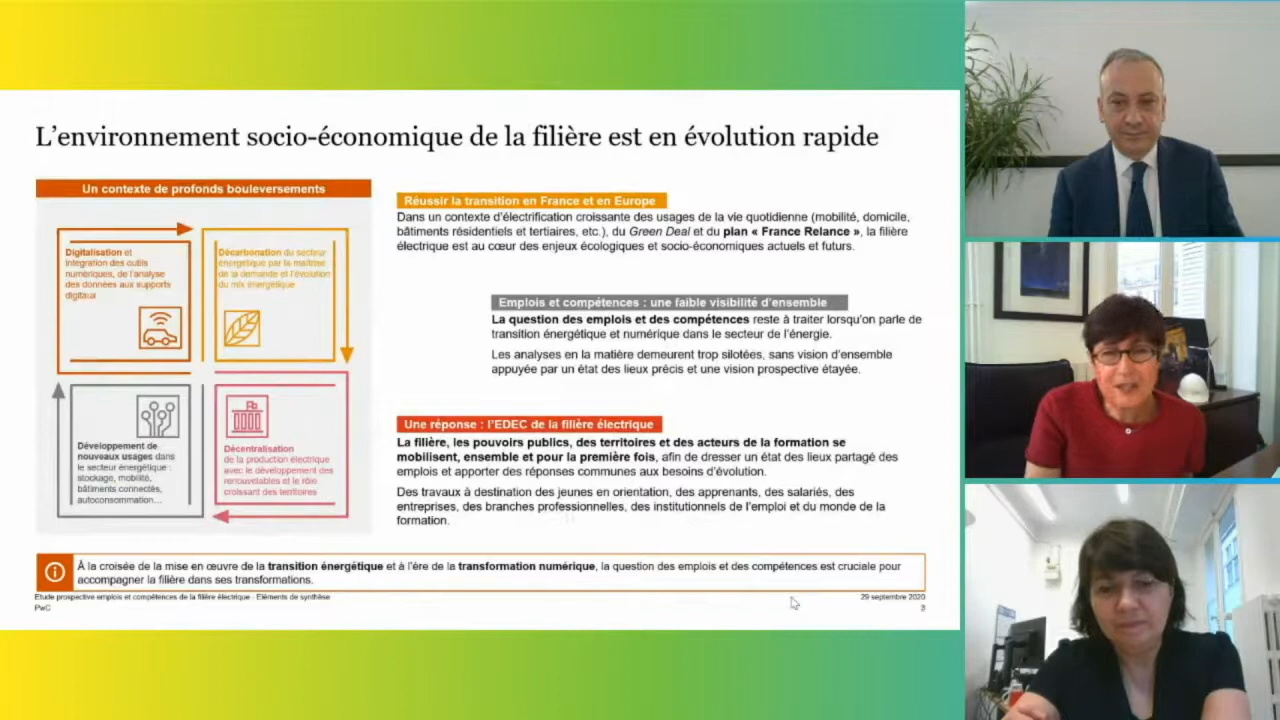 L'environnement socio-économique de la filière est en évolution rapide
Un contexte de profonds bouleversements
Digitalisation et
intégration des outils
numériques, de l'analyse
des données aux supports
digitaux
Décarbonation du secteur
énergétique par la maîtrise
de la demande et l'évolution
du mix énergétique
Développement de
nouveaux usages dans
le secteur énergétique :
stockage, mobilité,
bâtiments connectés,
autoconsommation…
Décentralisation
de la production électrique
avec le développement des
renouvelables et le rôle
croissant des territoires
Réussir la transition en France et en Europe
Dans un contexte d'électrification croissante des usages de la vie quotidienne (mobilité, domicile,
bâtiments résidentiels et tertiaires, etc.), du Green Deal et du plan « France Relance », la filière
électrique est au cœur des enjeux écologiques et socio-économiques actuels et futurs.
Emplois et compétences : une faible visibilité d'ensemble
La question des emplois et des compétences reste à traiter lorsqu'on parle de
transition énergétique et numérique dans le secteur de l'énergie.
Les analyses en la matière demeurent trop silotées, sans vision d'ensemble
appuyée par un état des lieux précis et une vision prospective étayée.
Une réponse : l'EDEC de la filière électrique
La filière, les pouvoirs publics, des territoires et des acteurs de la formation se
mobilisent, ensemble et pour la première fois, afin de dresser un état des lieux partagé des
emplois et apporter des réponses communes aux besoins d'évolution.
Des travaux à destination des jeunes en orientation, des apprenants, des salariés, des
entreprises, des branches professionnelles, des institutionnels de l'emploi et du monde de la
formation.
À la croisée de la mise en œuvre de la transition énergétique et à l'ère de la transformation numérique, la question des emplois et des compétences est cruciale pour
accompagner la filière dans ses transformations.
Etude prospective emplois et compétences de la filière électrique - Eléments de synthèse
29 septembre 2020
PwC
3